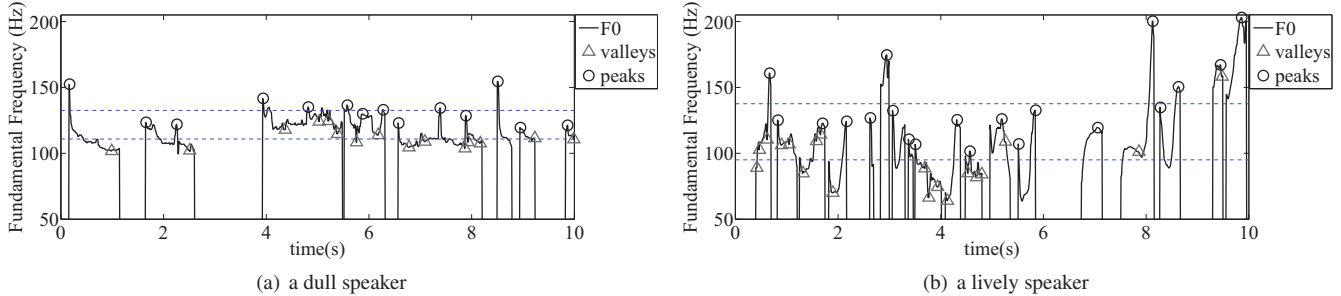 Fundamental Frequency (Hz)
200
150
100
50
0
2
4
6
8
10
time(s)
F0
valleys
peaks
(a) a dull speaker
Fundamental Frequency (Hz)
200
150
100
50
0
2
4
6
8
10
time(s)
F0
valleys
peaks
(b) a lively speaker